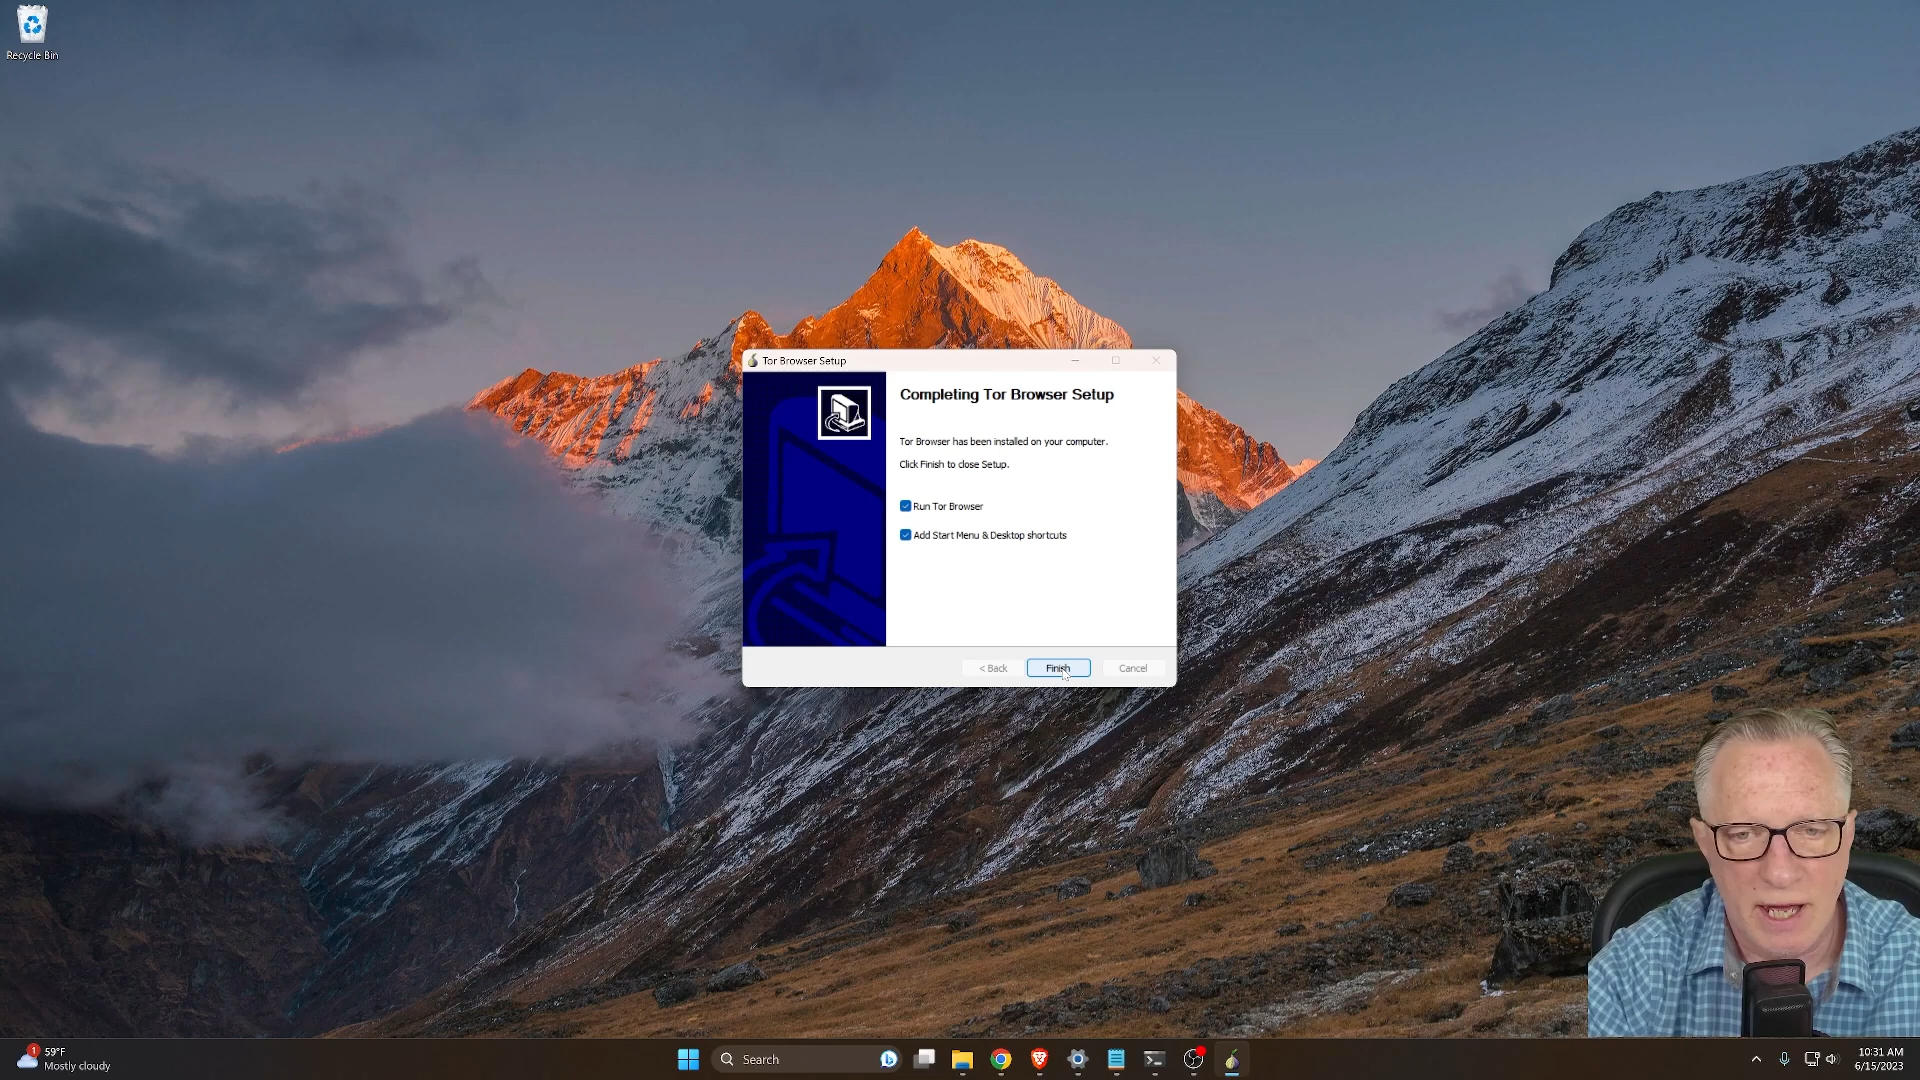 Recycle Bin
Tor Browser Setup
Completing Tor Browser Setup
Tor Browser has been installed on your computer.
Click Finish to close Setup.
Run Tor Browser
Add Start Menu & Desktop shortcuts
< Back
Finish
Cancel
1
59°F
Mostly cloudy
Search
10:31 AM
6/15/2023